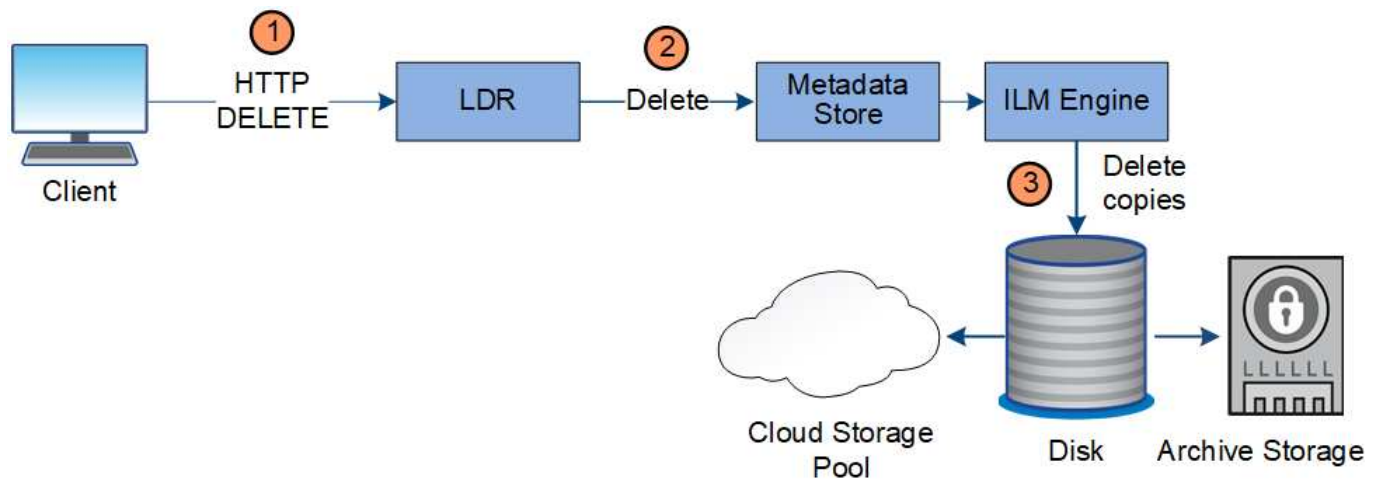 1
HTTP
DELETE
Client
LDR
2
Delete
Metadata
Store
ILM Engine
3
Delete
copies
Cloud Storage
Pool
Disk
LLLLLL
Archive Storage